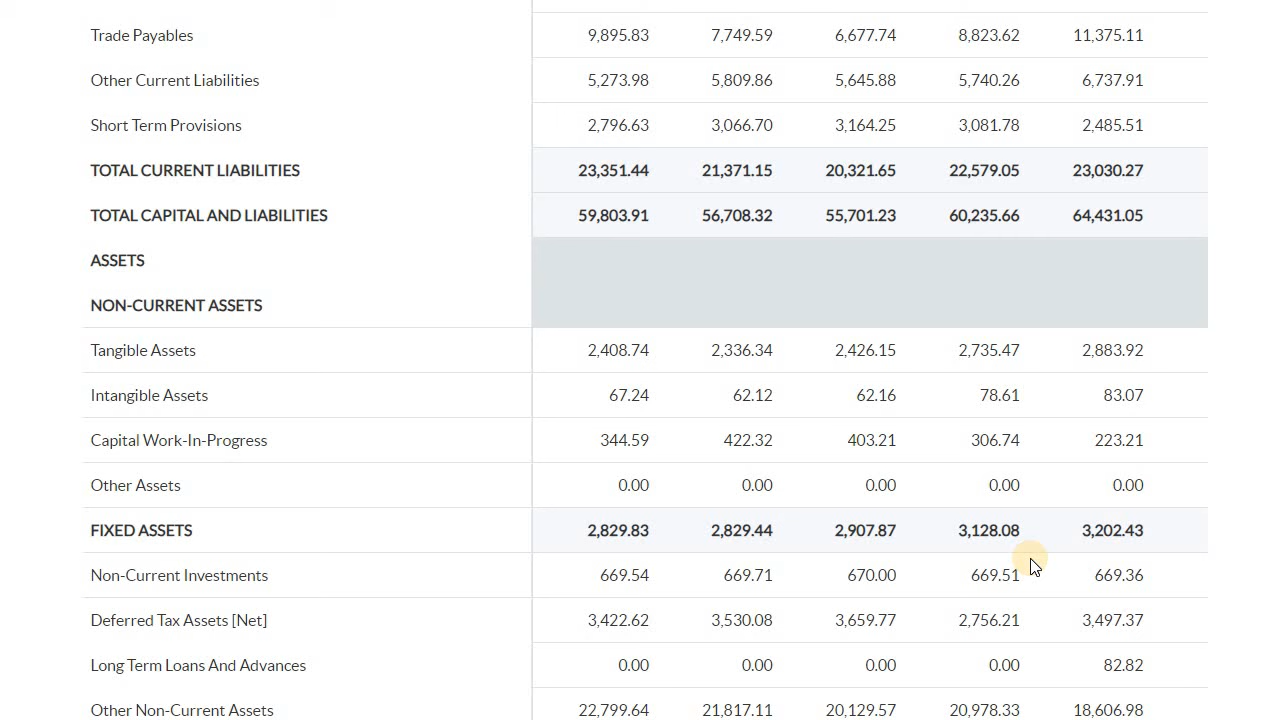 Trade Payables 9,895.83 7,749.59 6,677.74 8,823.62 11,375.11
Other Current Liabilities 5,273.98 5,809.86 5,645.88 5,740.26 6,737.91
Short Term Provisions 2,796.63 3,066.70 3,164.25 3,081.78 2,485.51
TOTAL CURRENT LIABILITIES 23,351.44 21,371.15 20,321.65 22,579.05 23,030.27
TOTAL CAPITAL AND LIABILITIES 59,803.91 56,708.32 55,701.23 60,235.66 64,431.05
ASSETS
NON-CURRENT ASSETS
Tangible Assets 2,408.74 2,336.34 2,426.15 2,735.47 2,883.92
Intangible Assets 67.24 62.12 62.16 78.61 83.07
Capital Work-In-Progress 344.59 422.32 403.21 306.74 223.21
Other Assets 0.00 0.00 0.00 0.00 0.00
FIXED ASSETS 2,829.83 2,829.44 2,907.87 3,128.08 3,202.43
Non-Current Investments 669.54 669.71 670.00 669.51 669.36
Deferred Tax Assets [Net] 3,422.62 3,530.08 3,659.77 2,756.21 3,497.37
Long Term Loans And Advances 0.00 0.00 0.00 0.00 82.82
Other Non-Current Assets 22,799.64 21,817.11 20,129.57 20,978.33 18,606.98